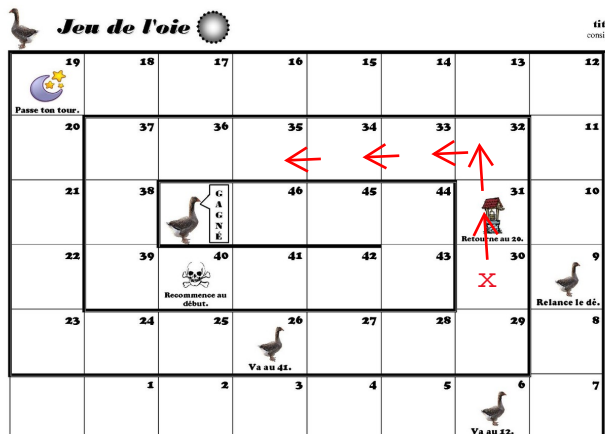 Jeu de l'oie
tit
consi
19 18 17 16 15 14 13 12
Passe ton tour.
20 37 36 35 34 33 32 11
21 38 G 46 45 44 31 10
A
G
N
É
Retourne au 20.
22 39 40 41 42 43 30 9
X
Recommence au
début.
Relance le dé.
23 24 25 26 27 28 29 8
Va au 41.
1 2 3 4 5 6 7
Va au 12.